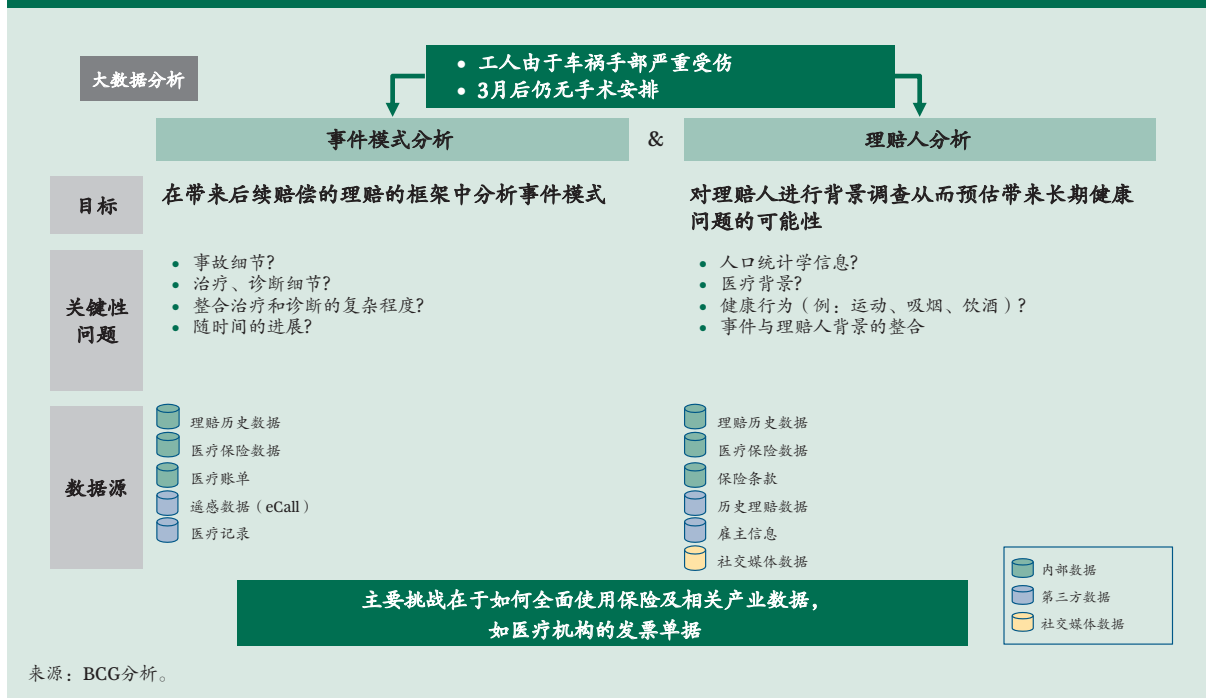 大数据分析
• 工人由于车祸手部严重受伤
• 3月后仍无手术安排
事件模式分析
&
理赔人分析
目标
在带来后续赔偿的理赔的框架中分析事件模式
对理赔人进行背景调查从而预估带来长期健康
问题的可能性
关键性
问题
• 事故细节?
• 治疗、诊断细节?
• 整合治疗和诊断的复杂程度?
• 随时间的进展?
• 人口统计学信息?
• 医疗背景?
• 健康行为（例：运动、吸烟、饮酒）?
• 事件与理赔人背景的整合
数据源
理赔历史数据
医疗保险数据
医疗账单
遥感数据（eCall）
医疗记录
理赔历史数据
医疗保险数据
保险条款
历史理赔数据
雇主信息
社交媒体数据
内部数据
第三方数据
社交媒体数据
主要挑战在于如何全面使用保险及相关产业数据，
如医疗机构的发票单据
来源：BCG分析。